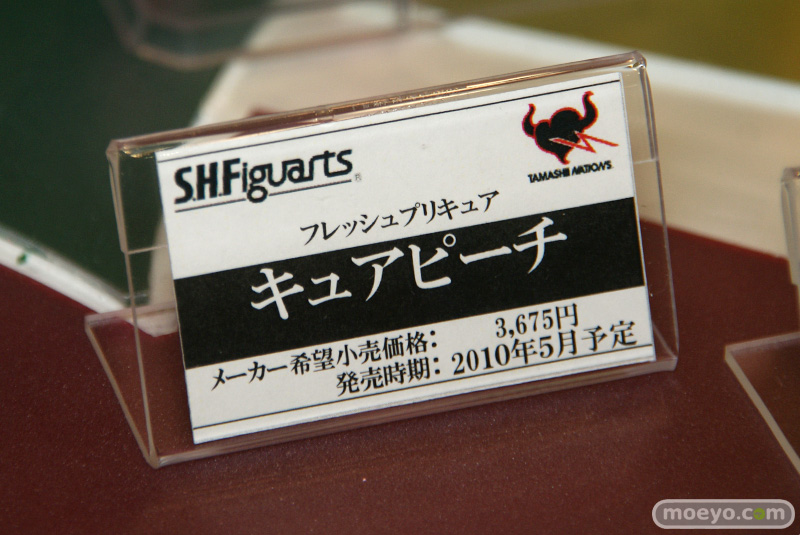 S.H.Figuarts
TAMASHII NATIONS
フレッシュプリキュア
キュアピーチ
メーカー希望小売価格: 3,675円
発売時期: 2010年5月予定
moeyo.com